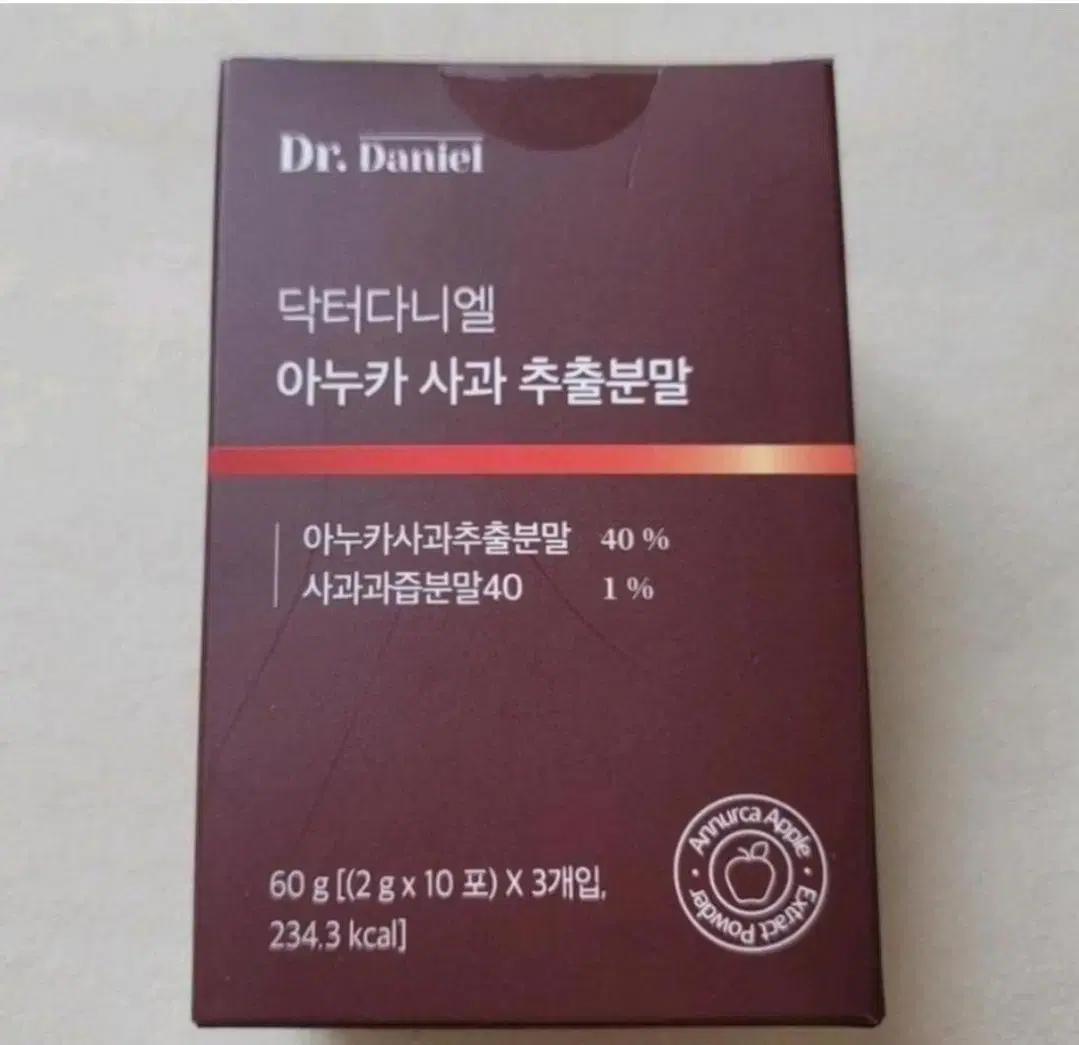 Dr. Daniel
닥터다니엘
아누카 사과 추출분말
아누카사과추출분말 40 %
사과과즙분말40 1 %
Annurca Apple · Extract Powder ·
60 g [(2 g x 10 포) X 3개입,
234.3 kcal]